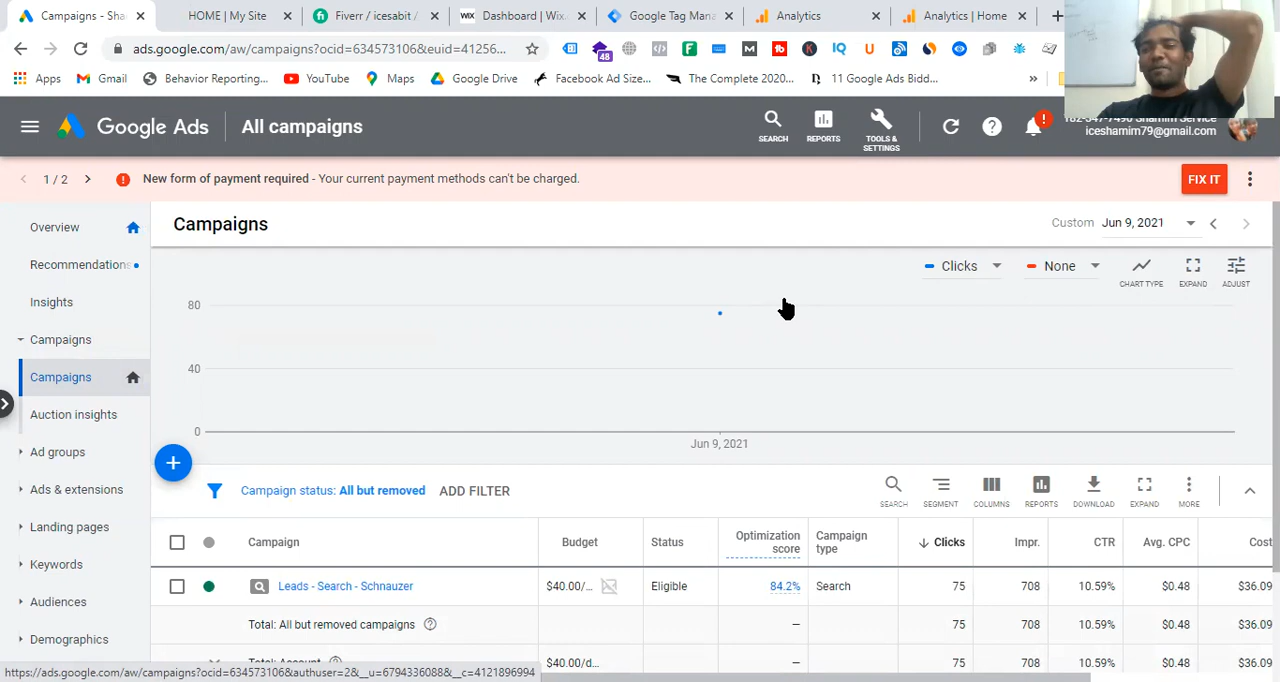 Campaigns - Sha
HOME | My Site
Fiverr / icesabit /
WIX Dashboard | Wix.
Google Tag Mana
Analytics
Analytics | Home
ads.google.com/aw/campaigns?ocid=634573106&euid=41256...
48
Apps
Gmail
Behavior Reporting...
YouTube
Maps
Google Drive
Facebook Ad Size...
The Complete 2020...
11 Google Ads Bidd...
»
Google Ads
All campaigns
SEARCH
REPORTS
TOOLS & SETTINGS
Shamim Service
iceshamim79@gmail.com
1 / 2
New form of payment required - Your current payment methods can't be charged.
FIX IT
Overview
Recommendations
Insights
Campaigns
Campaigns
Auction insights
Ad groups
Ads & extensions
Landing pages
Keywords
Audiences
Demographics
Campaigns
Custom Jun 9, 2021
Clicks
None
CHART TYPE
EXPAND
ADJUST
80
40
0
Jun 9, 2021
Campaign status: All but removed
ADD FILTER
SEARCH
SEGMENT
COLUMNS
REPORTS
DOWNLOAD
EXPAND
MORE
Campaign
Budget
Status
Optimization score
Campaign type
Clicks
Impr.
CTR
Avg. CPC
Cost
Leads - Search - Schnauzer
$40.00/...
Eligible
84.2%
Search
75
708
10.59%
$0.48
$36.09
Total: All but removed campaigns
–
75
708
10.59%
$0.48
$36.09
Total: Account
$40.00/d...
–
75
708
10.59%
$0.48
$36.09
https://ads.google.com/aw/campaigns?ocid=634573106&authuser=2&__u=6794336088&__c=4121896994